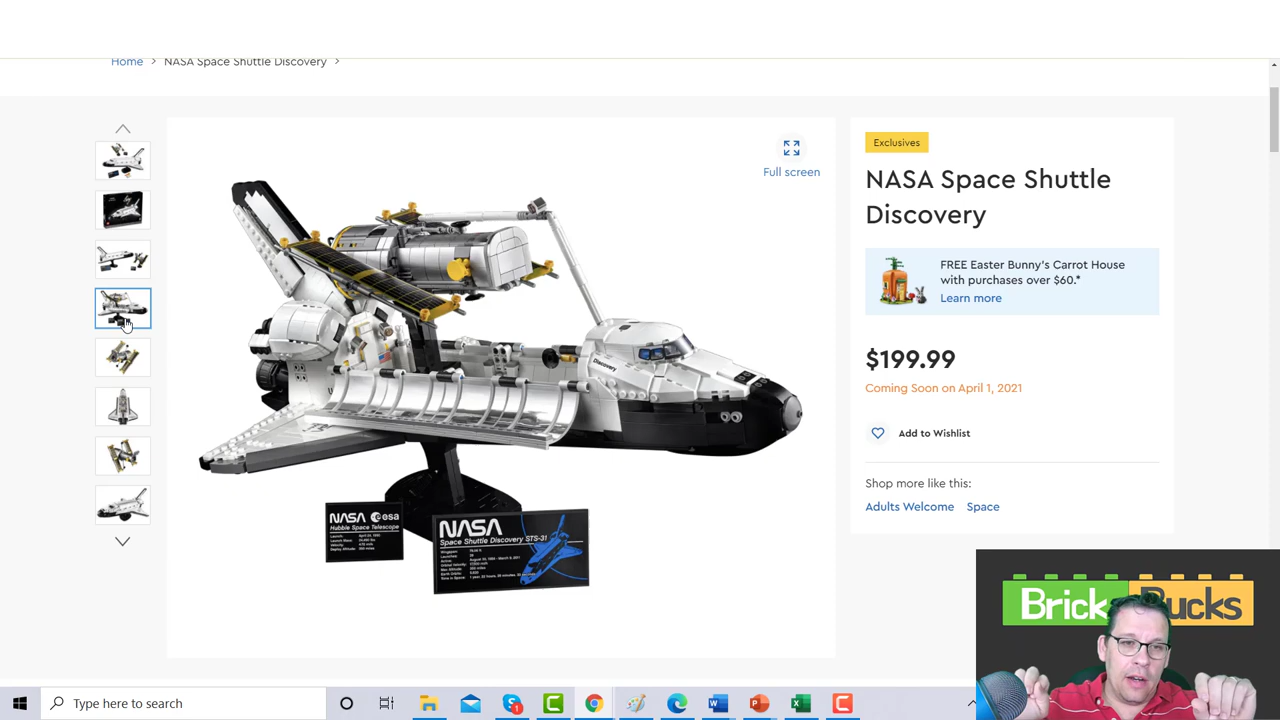 Home > NASA Space Shuttle Discovery >
Full screen
Exclusives
NASA Space Shuttle
Discovery
FREE Easter Bunny's Carrot House
with purchases over $60.*
Learn more
$199.99
Coming Soon on April 1, 2021
Add to Wishlist
Shop more like this:
Adults Welcome Space
Discovery
NASA esa
Hubble Space Telescope
NASA
Space Shuttle Discovery STS-31
Brick Bucks
Type here to search